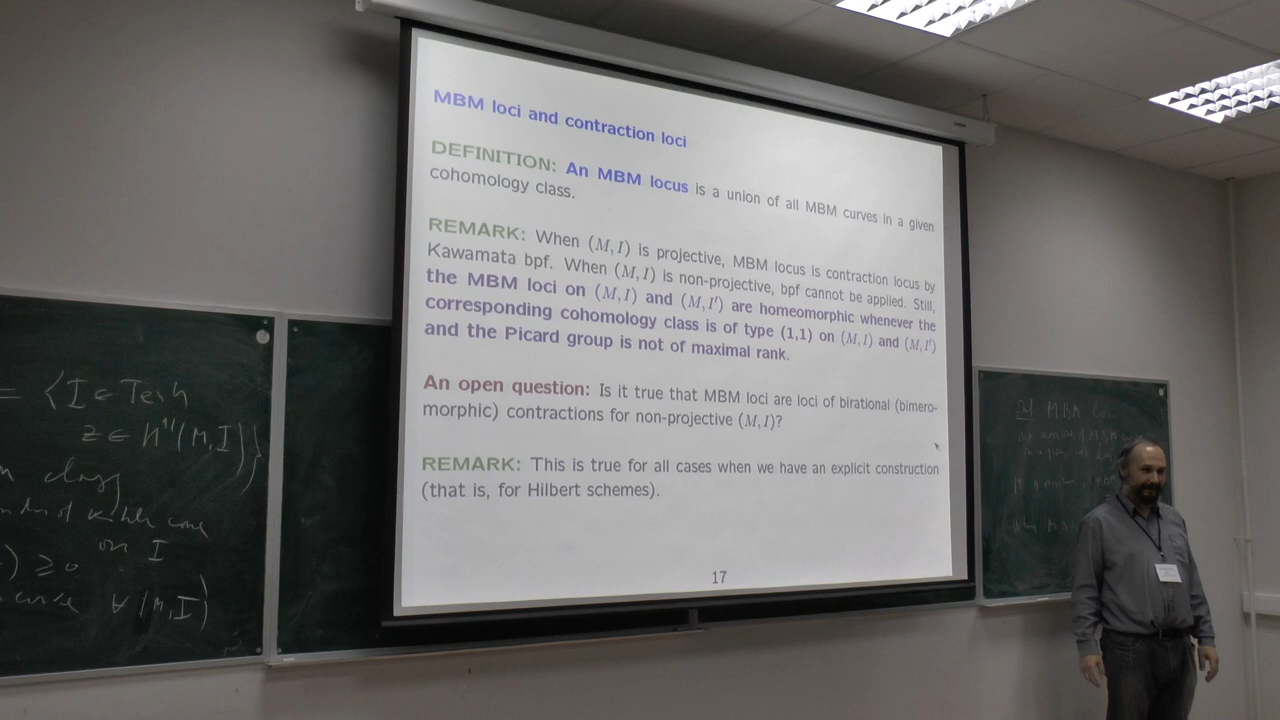 MBM loci and contraction loci
DEFINITION: An MBM locus is a union of all MBM curves in a given
cohomology class.
REMARK: When (M, I) is projective, MBM locus is contraction locus by
Kawamata bpf. When (M, I) is non-projective, bpf cannot be applied. Still,
the MBM loci on (M, I) and (M, I′) are homeomorphic whenever the
corresponding cohomology class is of type (1,1) on (M, I) and (M, I′)
and the Picard group is not of maximal rank.
An open question: Is it true that MBM loci are loci of birational (bimero-
morphic) contractions for non-projective (M, I)?
REMARK: This is true for all cases when we have an explicit construction
(that is, for Hilbert schemes).
17
= {I ∈ Teich
z ∈ H¹¹(M, I)}
class
cone
on I
) ≥ 0
curve ∀ (M, I)
MBM